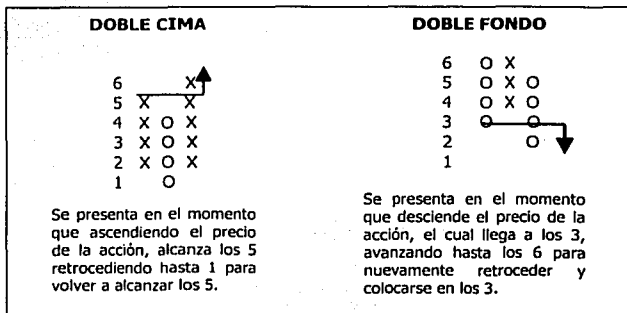 DOBLE CIMA
6 X
5 X X
4 X O X
3 X O X
2 X O X
1 O
Se presenta en el momento
que ascendiendo el precio
de la acción, alcanza los 5
retrocediendo hasta 1 para
volver a alcanzar los 5.
DOBLE FONDO
6 O X
5 O X O
4 O X O
3 O O
2 O
1
Se presenta en el momento
que desciende el precio de la
acción, el cual llega a los 3,
avanzando hasta los 6 para
nuevamente retroceder y
colocarse en los 3.